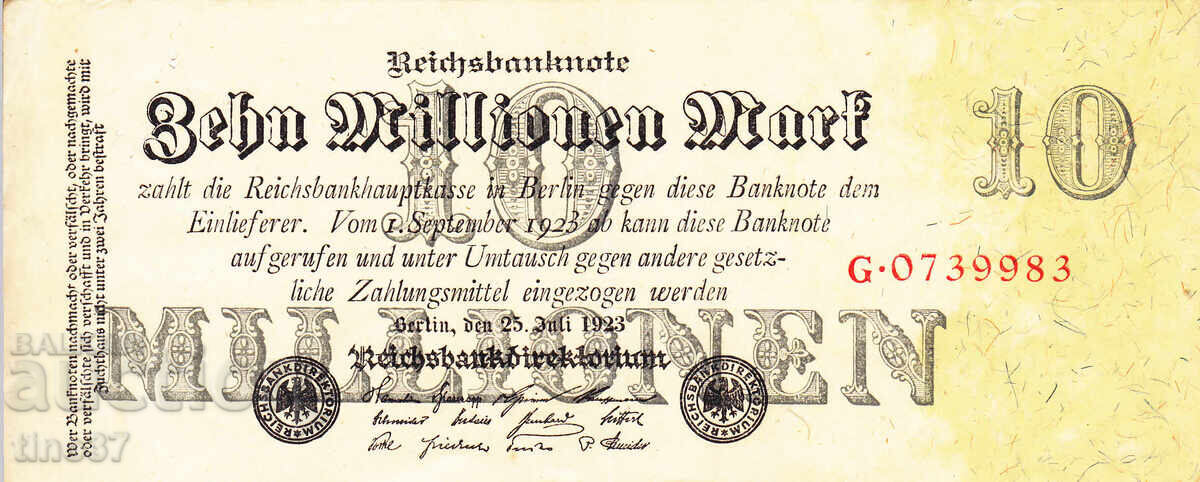 Reichsbanknote
Zehn Millionen Mark
10
10
zahlt die Reichsbankhauptkasse in Berlin gegen diese Banknote dem
Einlieferer. Vom 1. September 1923 ab kann diese Banknote
aufgerufen und unter Umtausch gegen andere gesetz-
liche Zahlungsmittel eingezogen werden
G·0739983
MILLIONEN
Berlin, den 25. Juli 1923
Reichsbankdirektorium
REICHSBANKDIREKTORIUM
REICHSBANKDIREKTORIUM
Wer Banknoten nachmacht oder verfälscht, oder nachgemachte
oder verfälschte sich verschafft und in Verkehr bringt, wird mit
Zuchthaus nicht unter zwei Jahren bestraft
auction
tino37